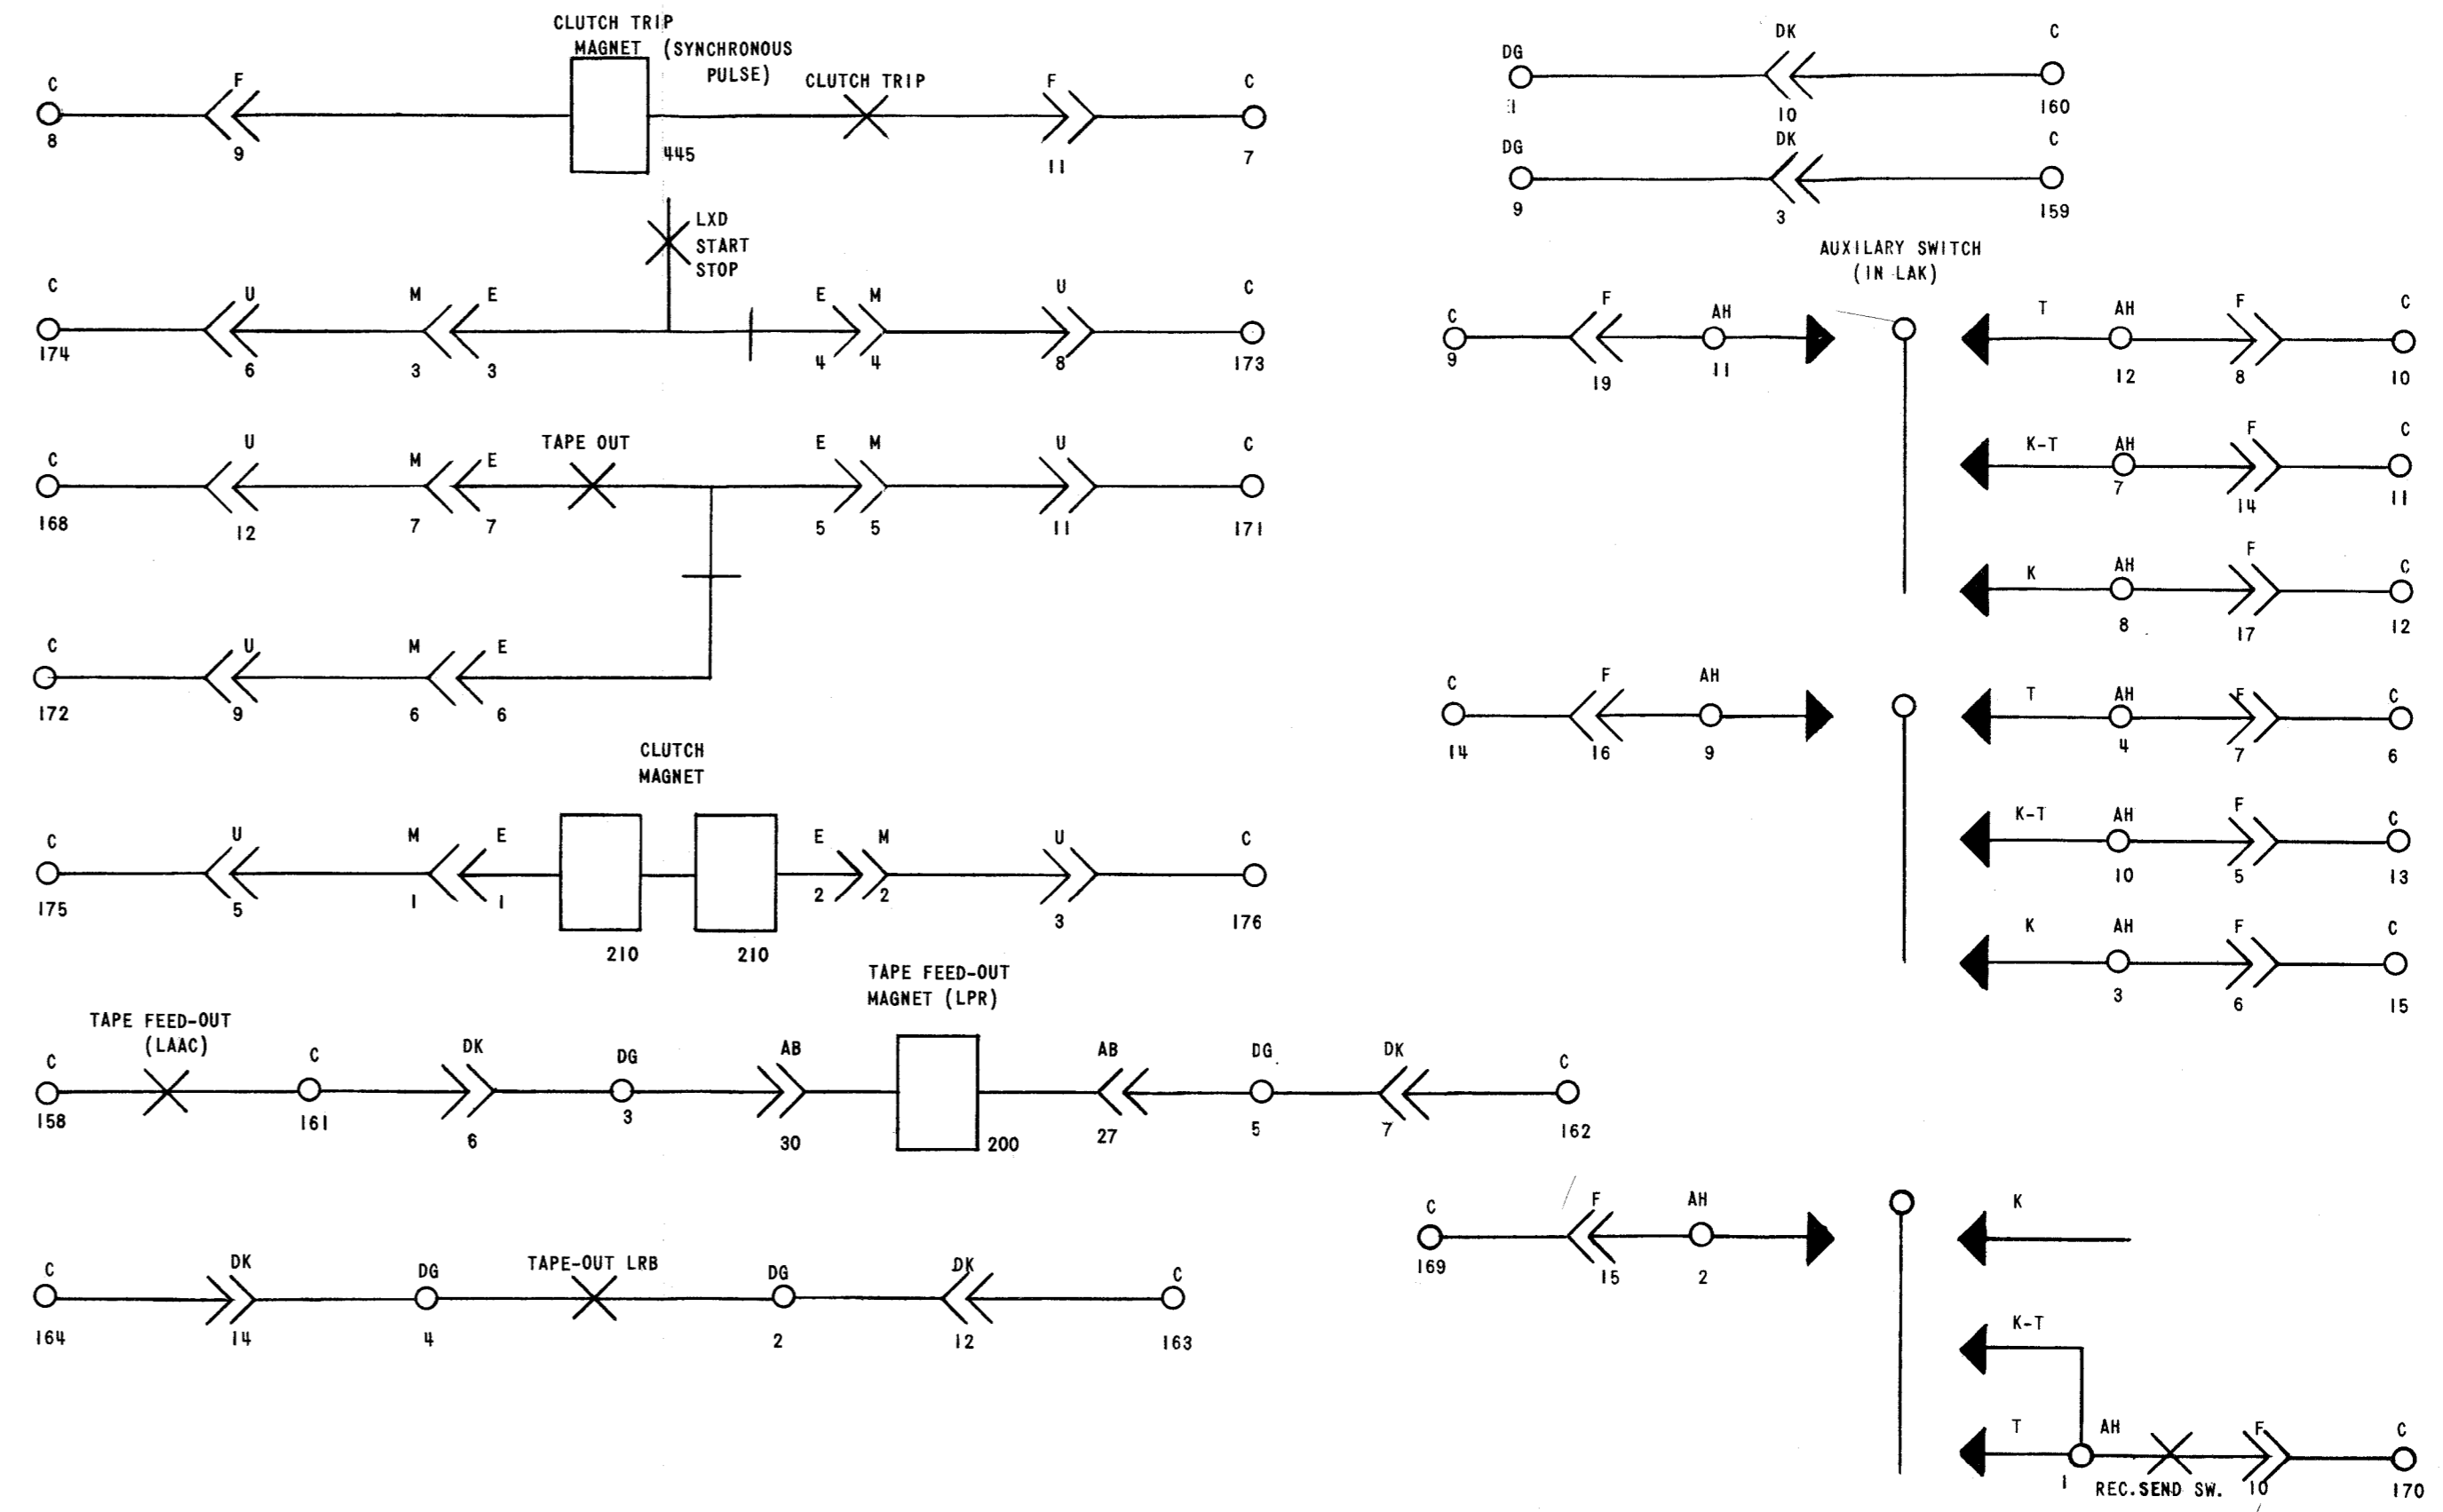 CLUTCH TRIP
MAGNET (SYNCHRONOUS
PULSE)
CLUTCH TRIP
C F F C
8 9 445 11 7
LXD
START
STOP
C U M E E M U C
174 6 3 3 4 4 8 173
TAPE OUT
C U M E E M U C
168 12 7 7 5 5 11 171
C U M E
172 9 6 6
CLUTCH
MAGNET
C U M E E M U C
175 5 1 1 2 2 3 176
210 210
TAPE FEED-OUT
MAGNET (LPR)
TAPE FEED-OUT
(LAAC)
C C DK DG AB AB DG DK C
158 161 6 3 30 200 27 5 7 162
C DK DG TAPE-OUT LRB DG DK C
164 14 4 2 12 163
DG DK C
1 10 160
DG DK C
9 3 159
AUXILARY SWITCH
(IN LAK)
C F AH T AH F C
9 19 11 12 8 10
K-T AH F C
7 14 11
K AH F C
8 17 12
C F AH T AH F C
14 16 9 4 7 6
K-T AH F C
10 5 13
K AH F C
3 6 15
C F AH K
169 15 2
K-T
T AH F C
1 REC.SEND SW. 10 170